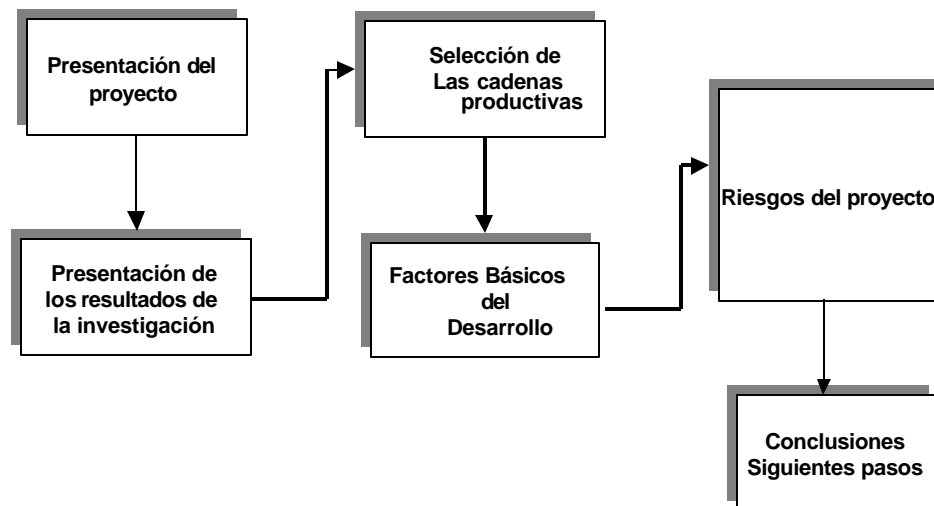 Presentación del
proyecto
Presentación de
los resultados de
la investigación
Selección de
Las cadenas
productivas
Factores Básicos
del
Desarrollo
Riesgos del proyecto
Conclusiones
Siguientes pasos